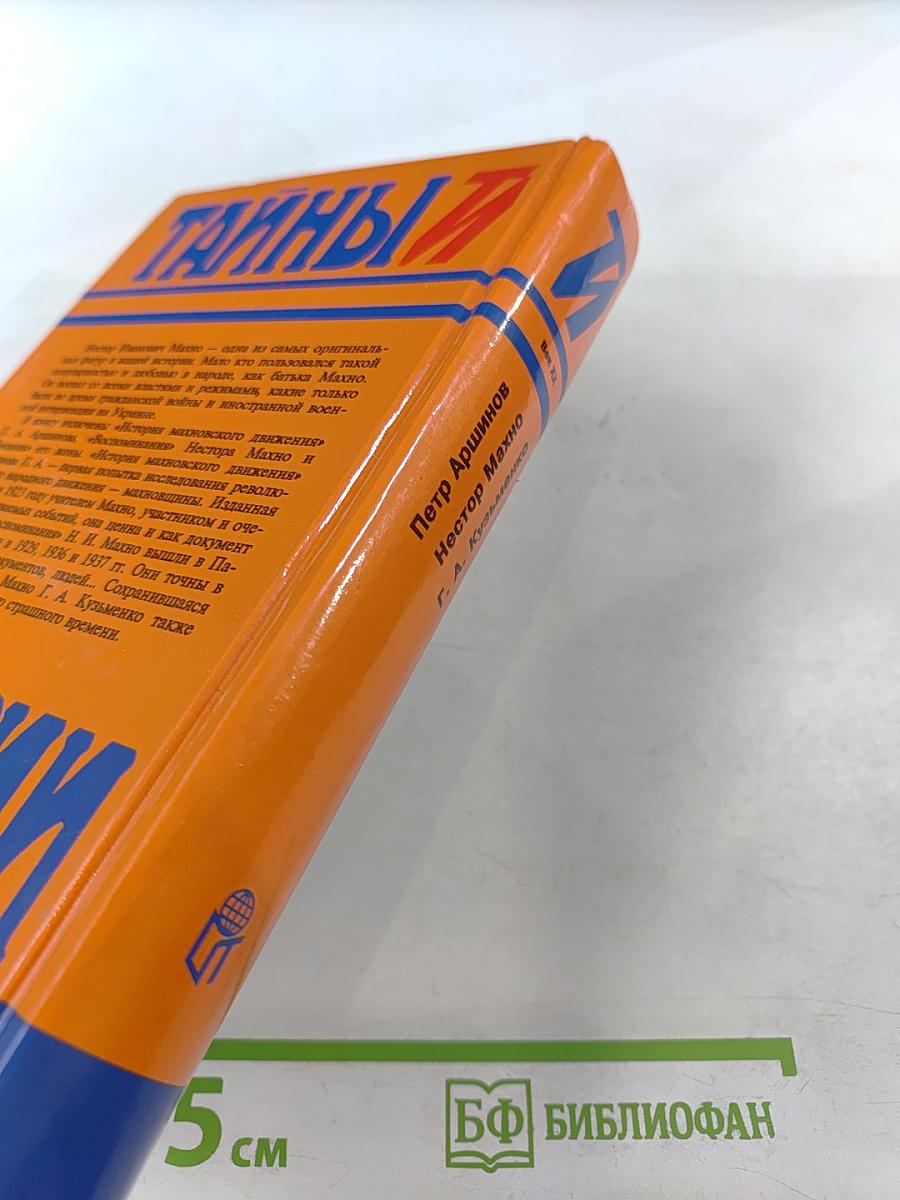 ТАЙНЫ И
Нестор Иванович Махно — одна из самых оригиналь-
ных фигур в нашей истории. Мало кто пользовался такой
популярностью и любовью в народе, как батька Махно.
Он воевал со всеми властями и режимами, какие только
были во время гражданской войны и иностранной воен-
ной интервенции на Украине.
В книгу включены «История махновского движения»
А. Аршинова, «Воспоминания» Нестора Махно и
его жены. «История махновского движения»
П. А. — первая попытка исследования револю-
народного движения — махновщины. Изданная
в 1923 году учителем Махно, участником и оче-
событий, она ценна и как документ
Н. И. Махно вышли в Па-
в 1929, 1936 и 1937 гг. Они точны в
людей... Сохранившаяся
Махно Г. А. Кузьменко также
страшного времени.
ИИ
И
Век XX
Петр Аршинов
Нестор Махно
Г. А. Кузьменко
5 см
БФ БИБЛИОФАН